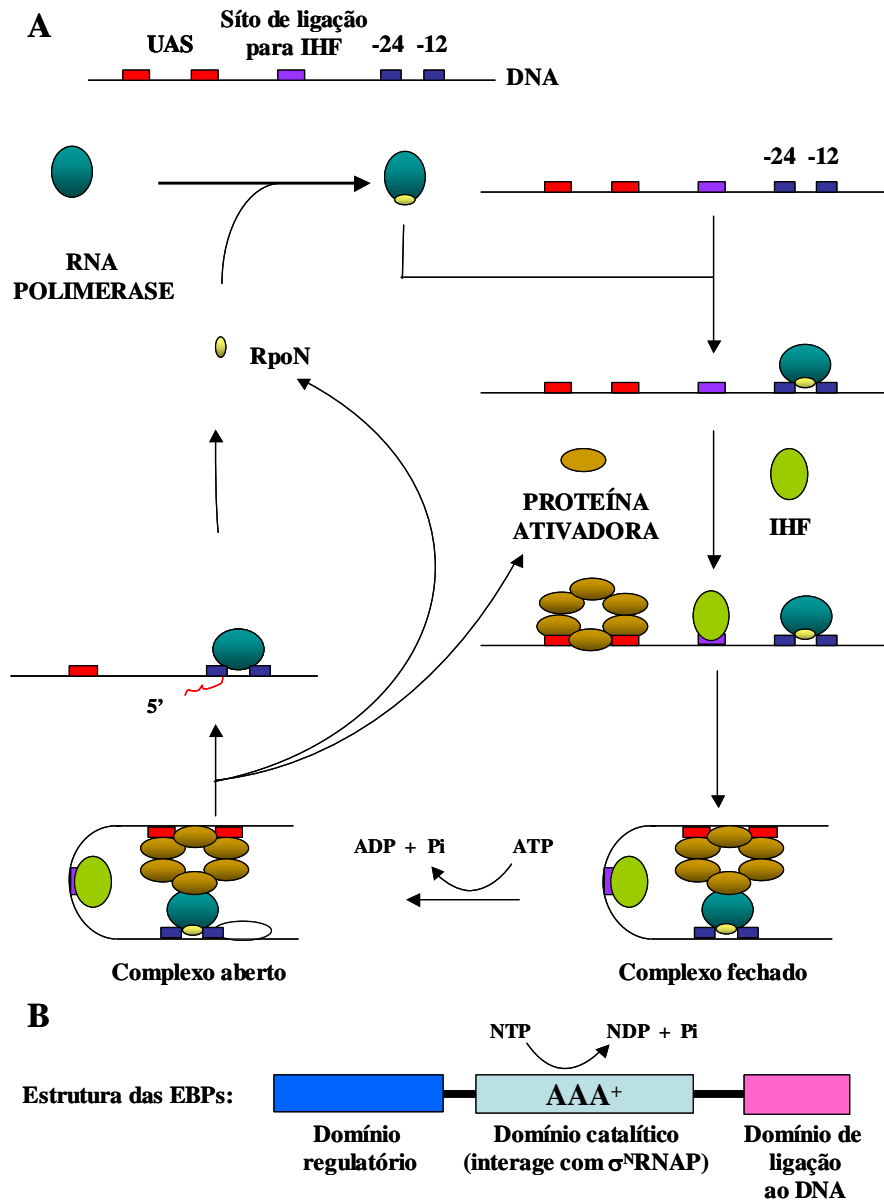 A
UAS
Síto de ligação
para IHF
-24
-12
DNA
-24
-12
RNA
POLIMERASE
RpoN
PROTEÍNA
ATIVADORA
IHF
5’
ADP + Pi
ATP
Complexo aberto
Complexo fechado
B
NTP
NDP + Pi
Estrutura das EBPs:
AAA⁺
Domínio
regulatório
Domínio catalítico
(interage com σᴺRNAP)
Domínio de
ligação
ao DNA